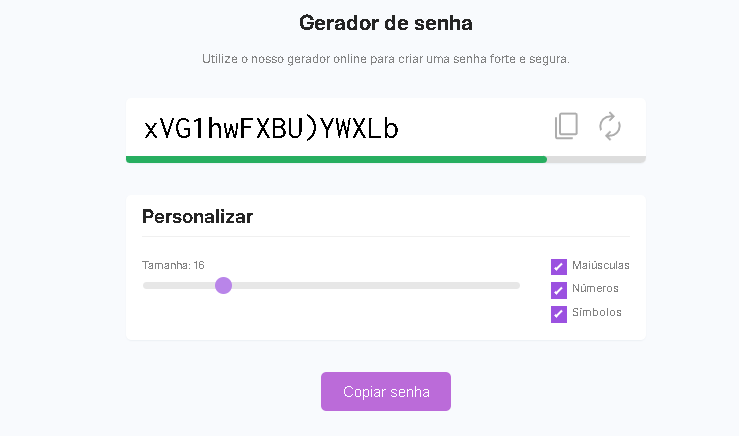 Gerador de senha
Utilize o nosso gerador online para criar uma senha forte e segura.
xVG1hwFXBU)YWXLb
Personalizar
Tamanha: 16
Maiúsculas
Números
Símbolos
Copiar senha